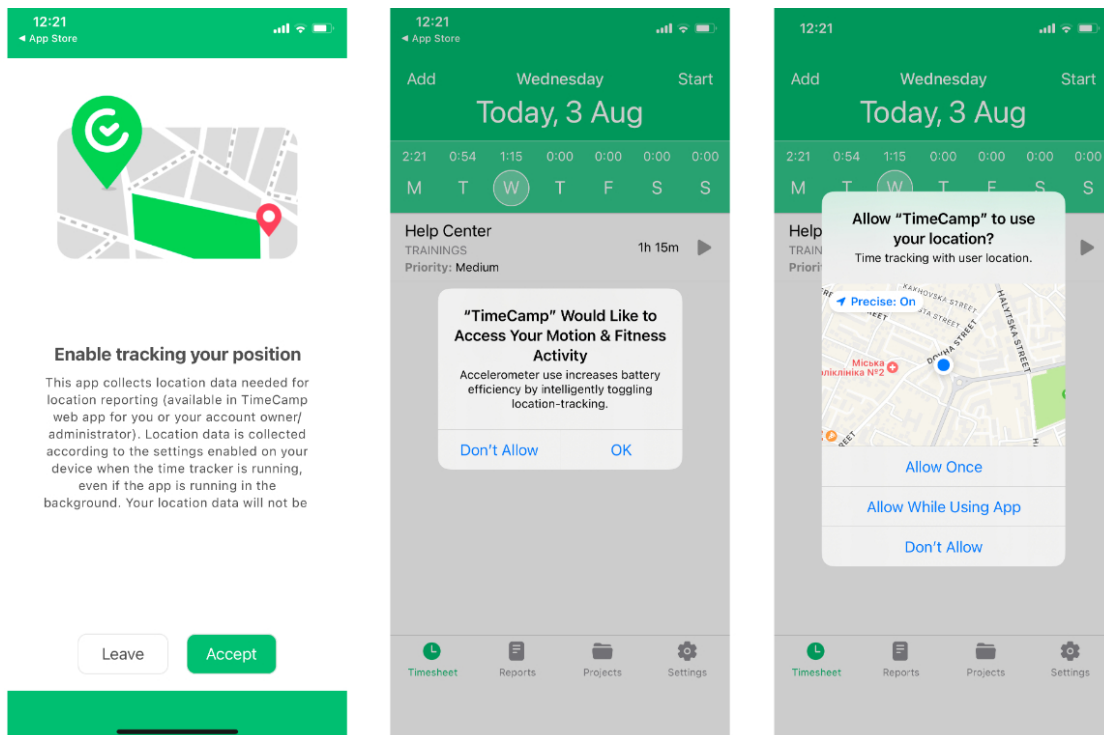 12:21
◀ App Store
Enable tracking your position
This app collects location data needed for
location reporting (available in TimeCamp
web app for you or your account owner/
administrator). Location data is collected
according to the settings enabled on your
device when the time tracker is running,
even if the app is running in the
background. Your location data will not be
Leave
Accept
12:21
◀ App Store
Add
Wednesday
Start
Today, 3 Aug
2:21 0:54 1:15 0:00 0:00 0:00 0:00
M T W T F S S
Help Center
TRAININGS
1h 15m
Priority: Medium
“TimeCamp” Would Like to
Access Your Motion & Fitness
Activity
Accelerometer use increases battery
efficiency by intelligently toggling
location-tracking.
Don't Allow
OK
Timesheet
Reports
Projects
Settings
12:21
Add
Wednesday
Start
Today, 3 Aug
2:21 0:54 1:15 0:00 0:00 0:00 0:00
M T W T F S S
Help
TRAIN
Priori
Allow “TimeCamp” to use
your location?
Time tracking with user location.
Precise: On
KAKHOVSKA STREET
STREET
HALYTSKA STREET
DOVHA STREET
Міська
оліклініка №2
Allow Once
Allow While Using App
Don't Allow
Timesheet
Reports
Projects
Settings